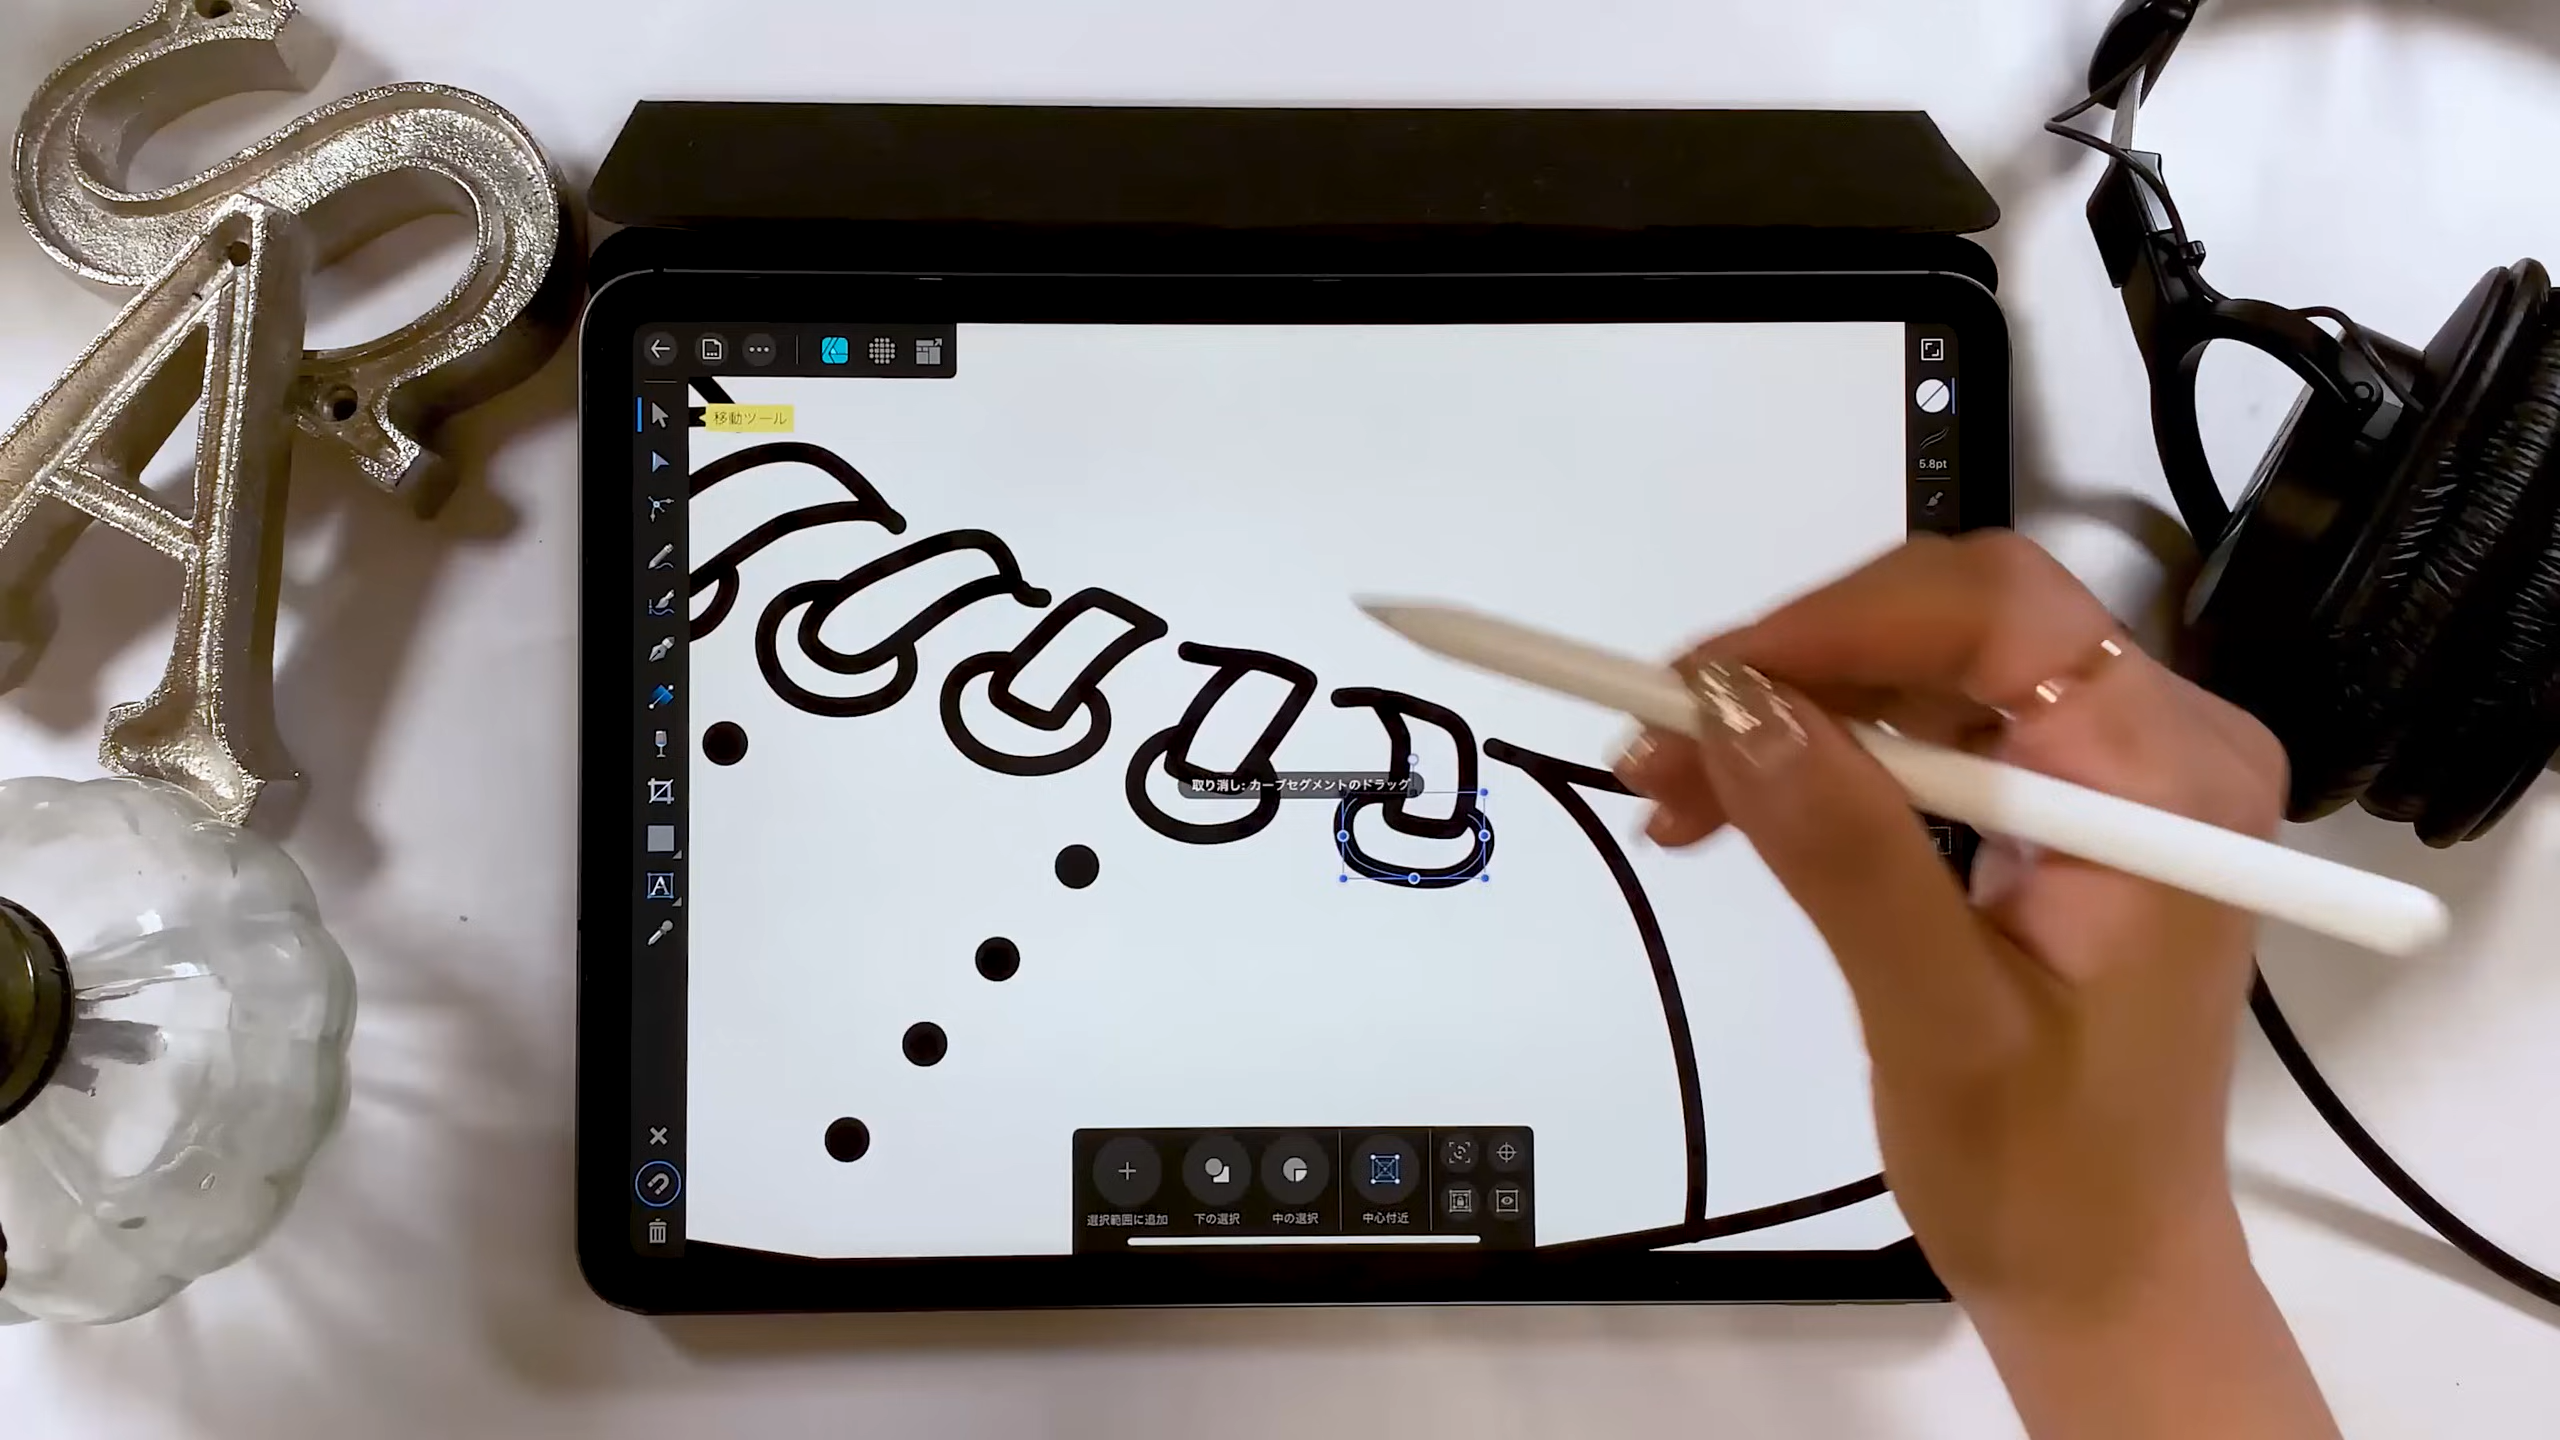 S
R
A
移動ツール
5.8pt
取り消し: カーブセグメントのドラッグ
A
選択範囲に追加
下の選択
中の選択
中心付近